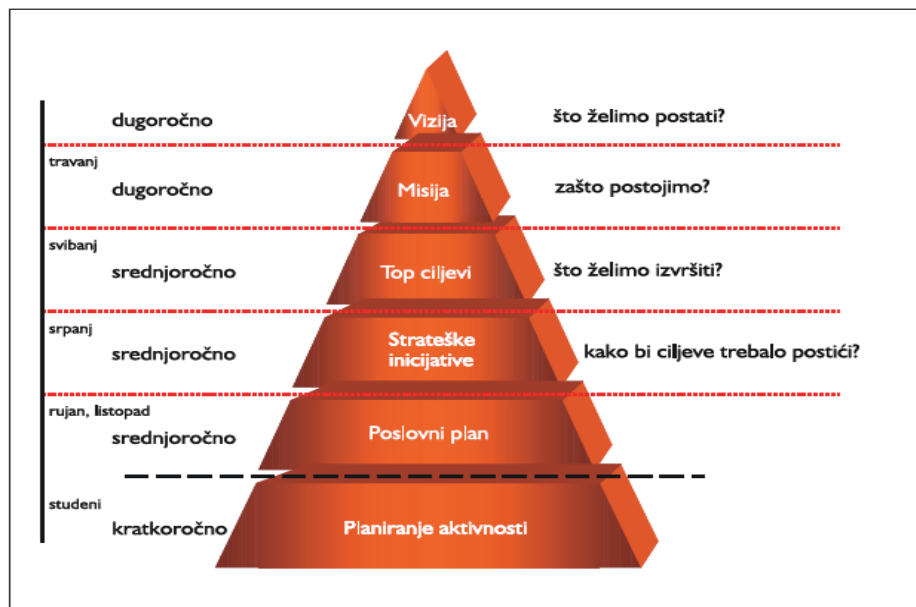 dugoročno
Vizija
što želimo postati?
travanj
dugoročno
Misija
zašto postojimo?
svibanj
srednjoročno
Top ciljevi
što želimo izvršiti?
srpanj
srednjoročno
Strateške
inicijative
kako bi ciljeve trebalo postići?
rujan, listopad
srednjoročno
Poslovni plan
studeni
kratkoročno
Planiranje aktivnosti